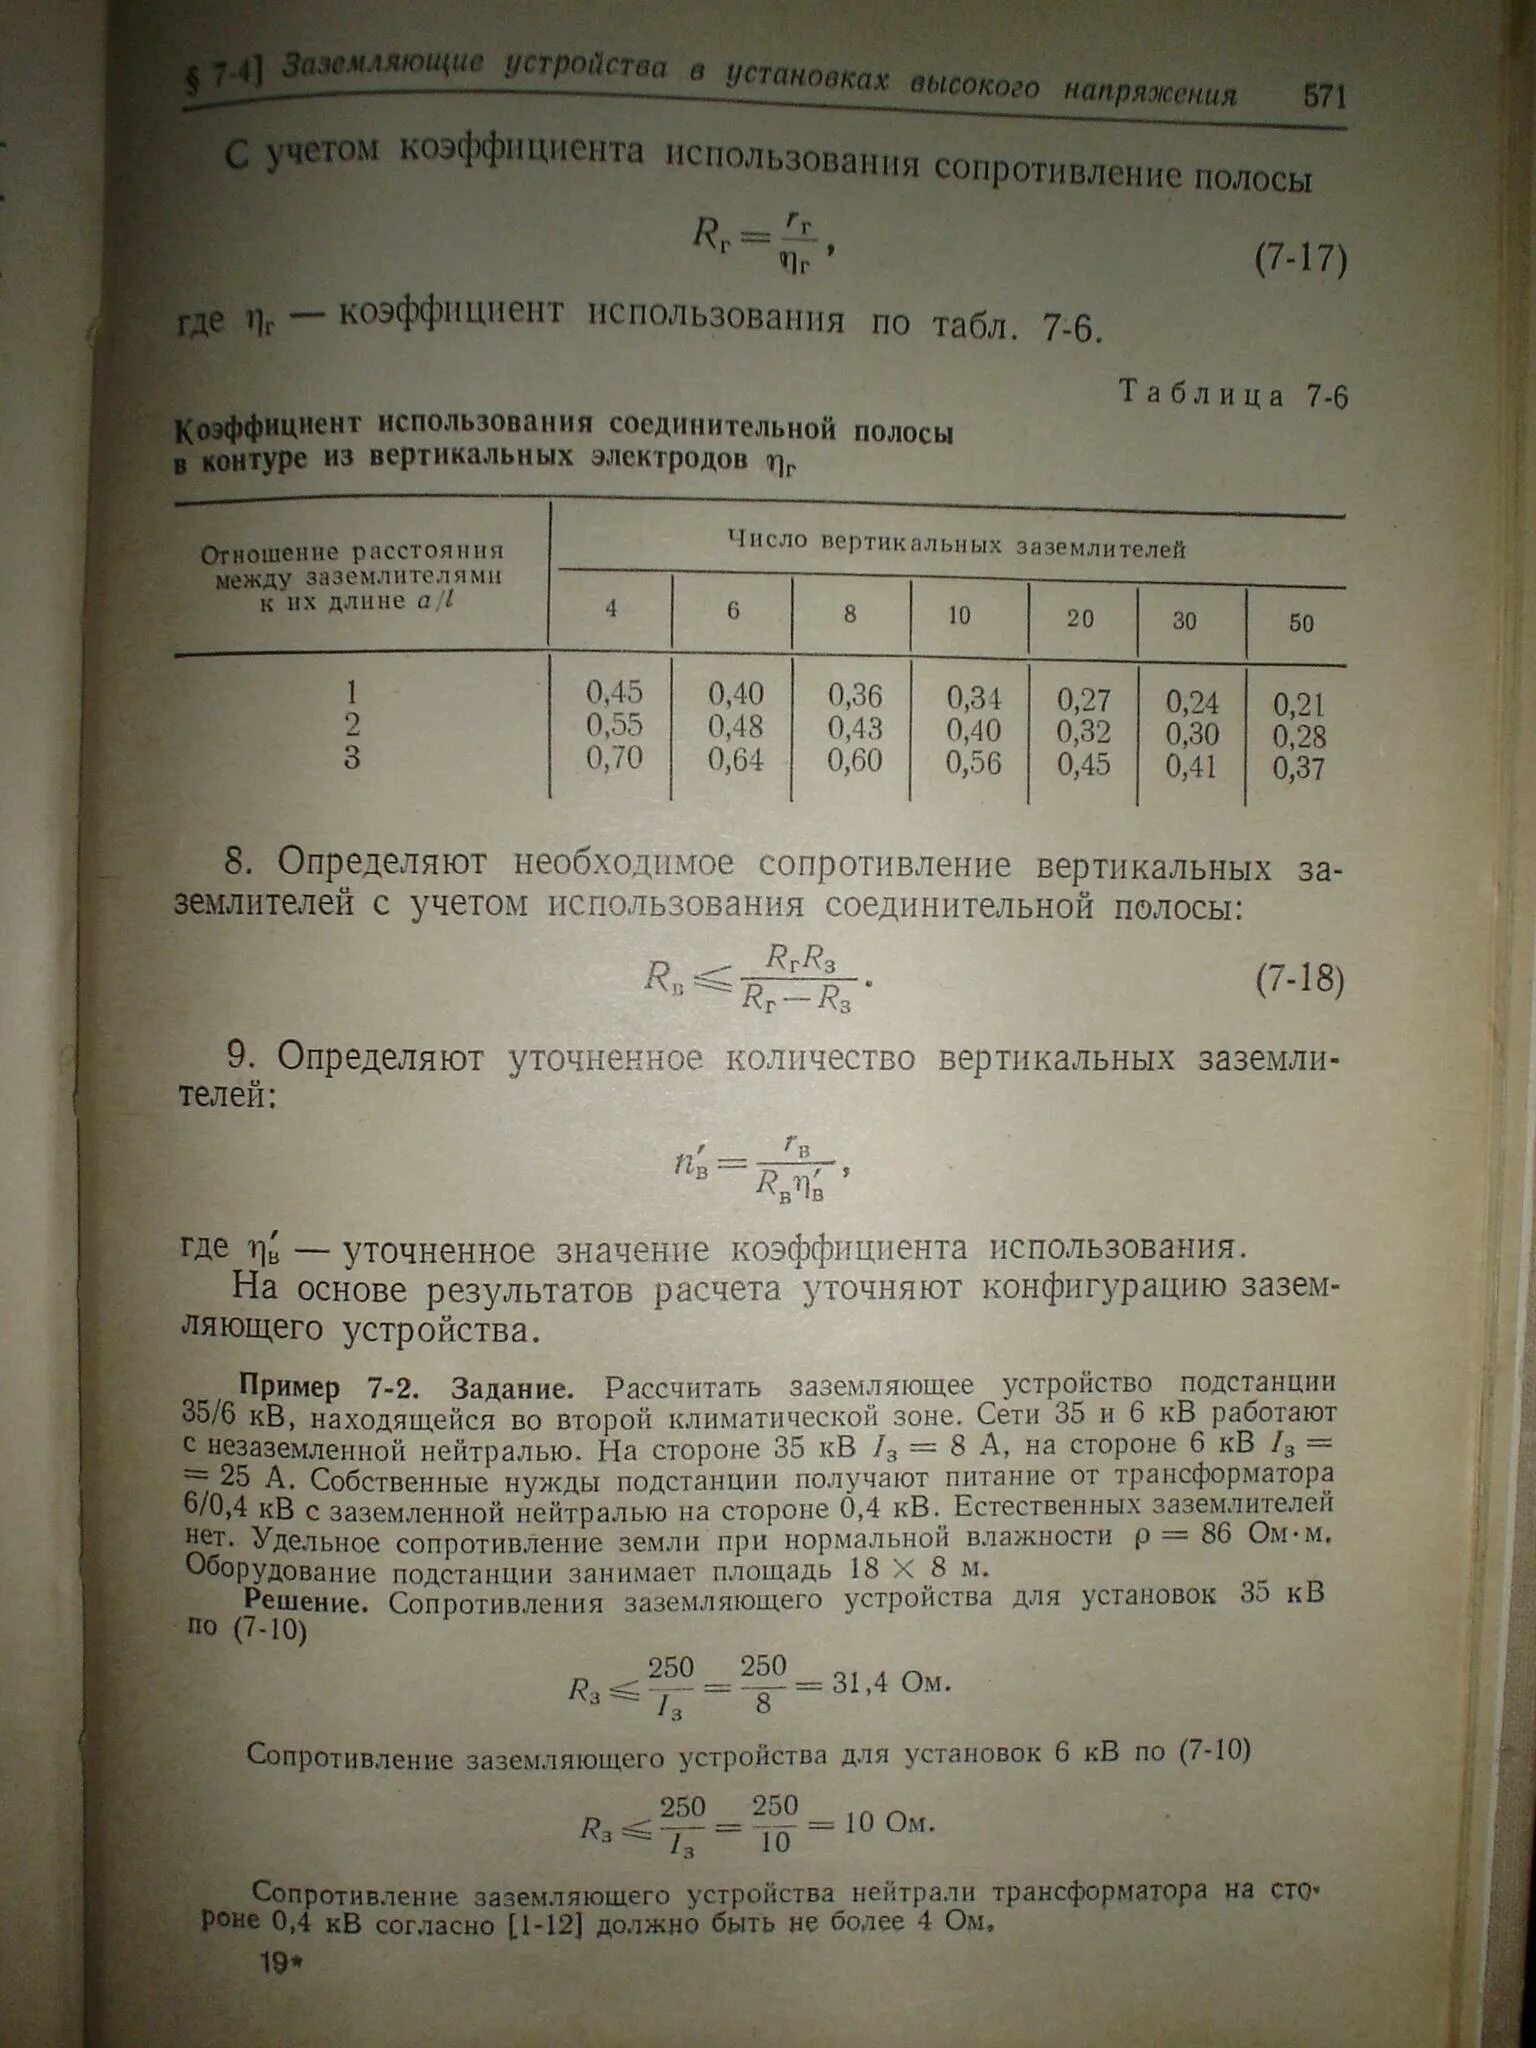 § 7-4] Заземляющие устройства в установках высокого напряжения 571
С учетом коэффициента использования сопротивление полосы
Rг = rг / ηг, (7-17)
где ηг — коэффициент использования по табл. 7-6.
Таблица 7-6
Коэффициент использования соединительной полосы
в контуре из вертикальных электродов ηг
Отношение расстояния
между заземлителями
к их длине a/l
Число вертикальных заземлителей
4 6 8 10 20 30 50
1 0,45 0,40 0,36 0,34 0,27 0,24 0,21
2 0,55 0,48 0,43 0,40 0,32 0,30 0,28
3 0,70 0,64 0,60 0,56 0,45 0,41 0,37
8. Определяют необходимое сопротивление вертикальных за-
землителей с учетом использования соединительной полосы:
Rв ⩽ RгRз / (Rг — Rз). (7-18)
9. Определяют уточненное количество вертикальных заземли-
телей:
n′в = rв / (Rвη′в),
где η′в — уточненное значение коэффициента использования.
На основе результатов расчета уточняют конфигурацию зазем-
ляющего устройства.
Пример 7-2. Задание. Рассчитать заземляющее устройство подстанции
35/6 кВ, находящейся во второй климатической зоне. Сети 35 и 6 кВ работают
с незаземленной нейтралью. На стороне 35 кВ Iз = 8 А, на стороне 6 кВ Iз =
= 25 А. Собственные нужды подстанции получают питание от трансформатора
6/0,4 кВ с заземленной нейтралью на стороне 0,4 кВ. Естественных заземлителей
нет. Удельное сопротивление земли при нормальной влажности ρ = 86 Ом·м.
Оборудование подстанции занимает площадь 18 × 8 м.
Решение. Сопротивления заземляющего устройства для установок 35 кВ
по (7-10)
Rз ⩽ 250 / Iз = 250 / 8 = 31,4 Ом.
Сопротивление заземляющего устройства для установок 6 кВ по (7-10)
Rз ⩽ 250 / Iз = 250 / 10 = 10 Ом.
Сопротивление заземляющего устройства нейтрали трансформатора на сто-
роне 0,4 кВ согласно [1-12] должно быть не более 4 Ом.
19*